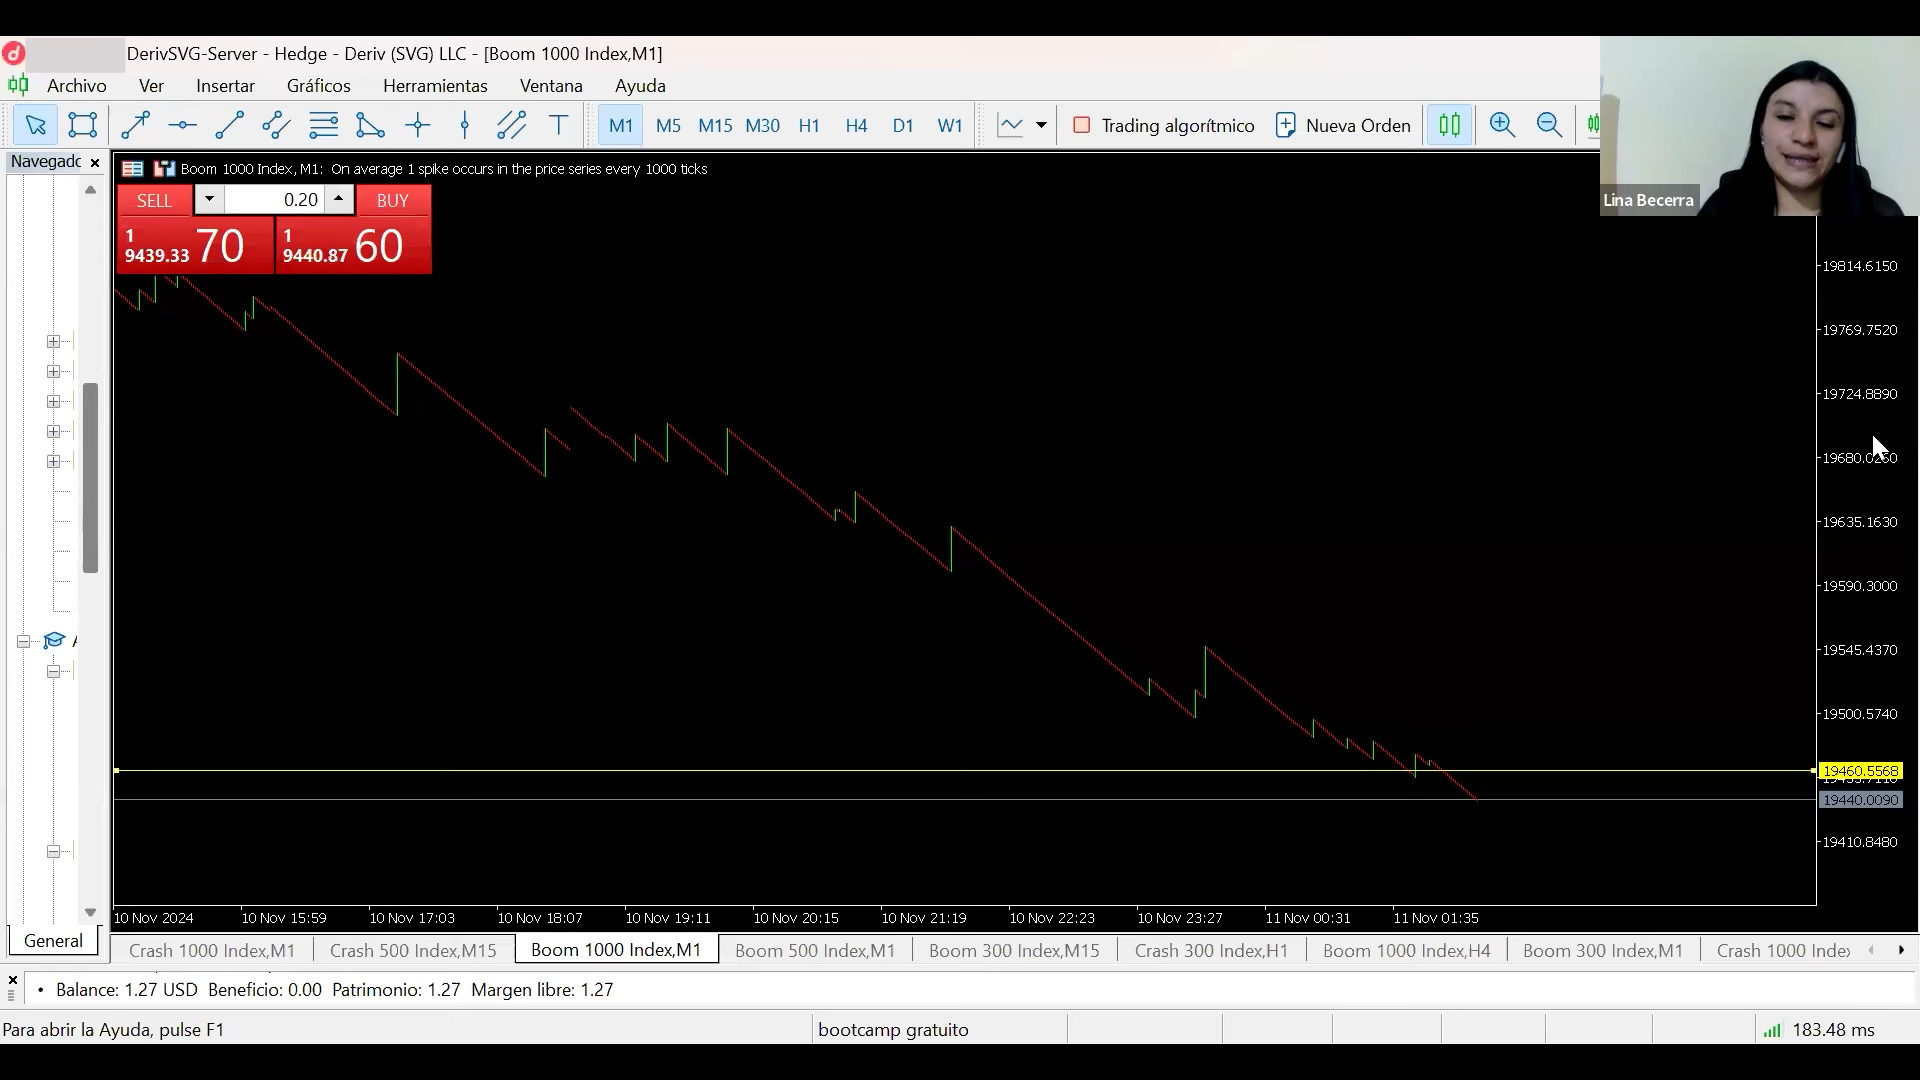 DerivSVG-Server - Hedge - Deriv (SVG) LLC - [Boom 1000 Index,M1]
Archivo Ver Insertar Gráficos Herramientas Ventana Ayuda
M1 M5 M15 M30 H1 H4 D1 W1 Trading algorítmico Nueva Orden
Lina Becerra
Navegado
Boom 1000 Index, M1: On average 1 spike occurs in the price series every 1000 ticks
SELL 0.20 BUY
1 9439.33 70 1 9440.87 60
19814.6150
19769.7520
19724.8890
19680.0260
19635.1630
19590.3000
19545.4370
19500.5740
19460.5568
19440.0090
19410.8480
10 Nov 2024 10 Nov 15:59 10 Nov 17:03 10 Nov 18:07 10 Nov 19:11 10 Nov 20:15 10 Nov 21:19 10 Nov 22:23 10 Nov 23:27 11 Nov 00:31 11 Nov 01:35
General
Crash 1000 Index,M1 Crash 500 Index,M15 Boom 1000 Index,M1 Boom 500 Index,M1 Boom 300 Index,M15 Crash 300 Index,H1 Boom 1000 Index,H4 Boom 300 Index,M1 Crash 1000 Index
• Balance: 1.27 USD Beneficio: 0.00 Patrimonio: 1.27 Margen libre: 1.27
Para abrir la Ayuda, pulse F1
bootcamp gratuito
183.48 ms